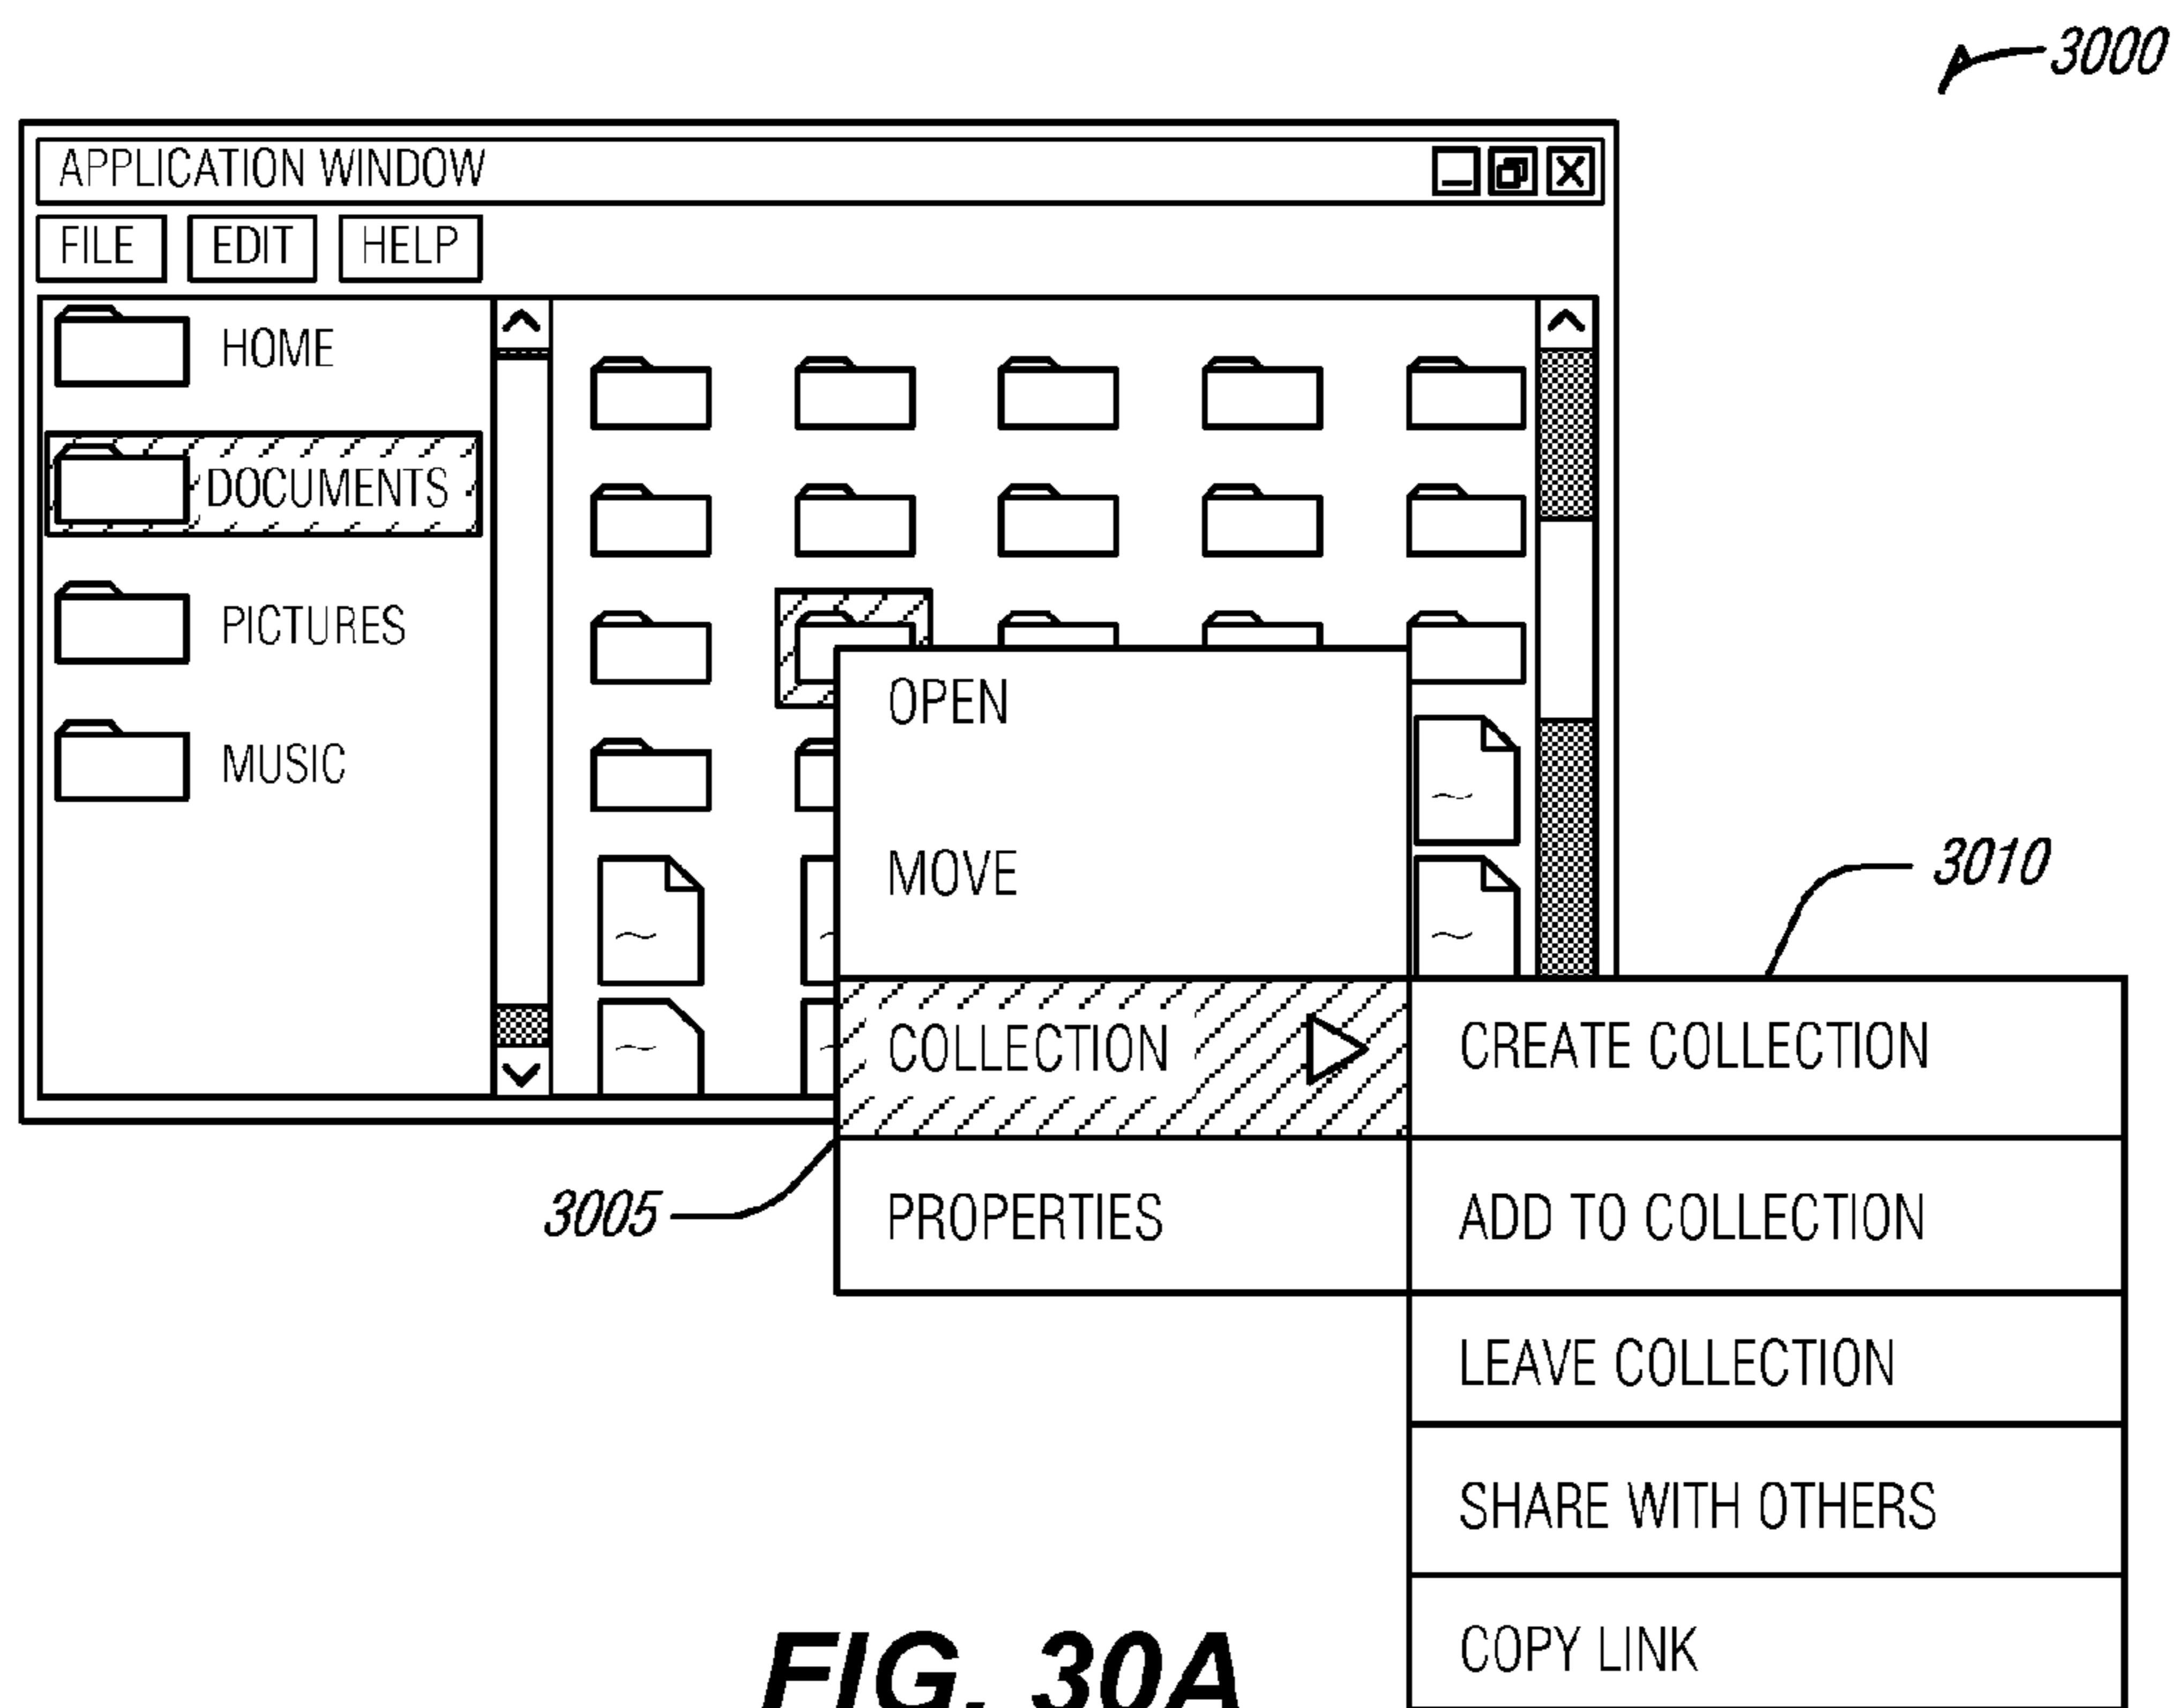 3000
APPLICATION WINDOW
FILE EDIT HELP
HOME
DOCUMENTS
PICTURES
MUSIC
OPEN
MOVE
3010
COLLECTION
CREATE COLLECTION
3005
PROPERTIES
ADD TO COLLECTION
LEAVE COLLECTION
SHARE WITH OTHERS
COPY LINK
FIG. 30A